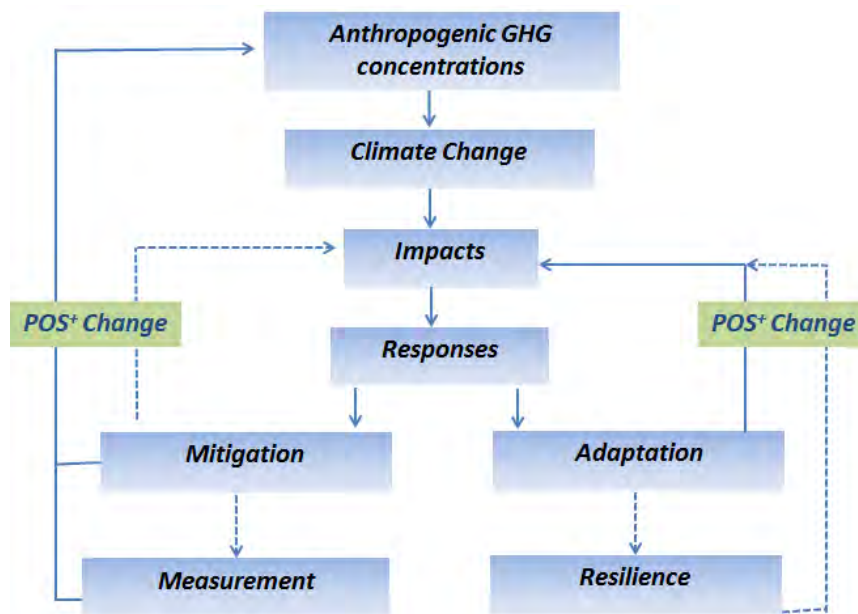 Anthropogenic GHG
concentrations
Climate Change
Impacts
POS⁺ Change
POS⁺ Change
Responses
Mitigation
Adaptation
Measurement
Resilience